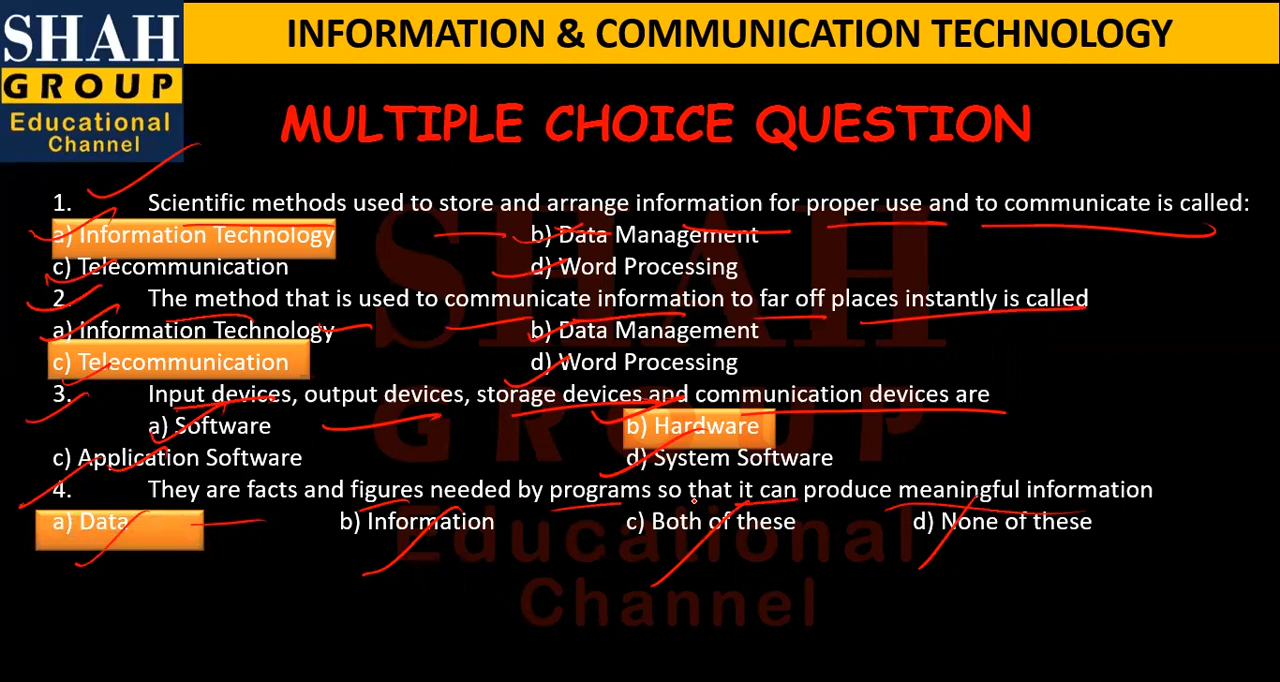 SHAH
GROUP
Educational
Channel
INFORMATION & COMMUNICATION TECHNOLOGY
MULTIPLE CHOICE QUESTION
1. Scientific methods used to store and arrange information for proper use and to communicate is called:
a) Information Technology b) Data Management
c) Telecommunication d) Word Processing
2. The method that is used to communicate information to far off places instantly is called
a) Information Technology b) Data Management
c) Telecommunication d) Word Processing
3. Input devices, output devices, storage devices and communication devices are
a) Software b) Hardware
c) Application Software d) System Software
4. They are facts and figures needed by programs so that it can produce meaningful information
a) Data b) Information c) Both of these d) None of these
SHAH
GROUP
Educational
Channel